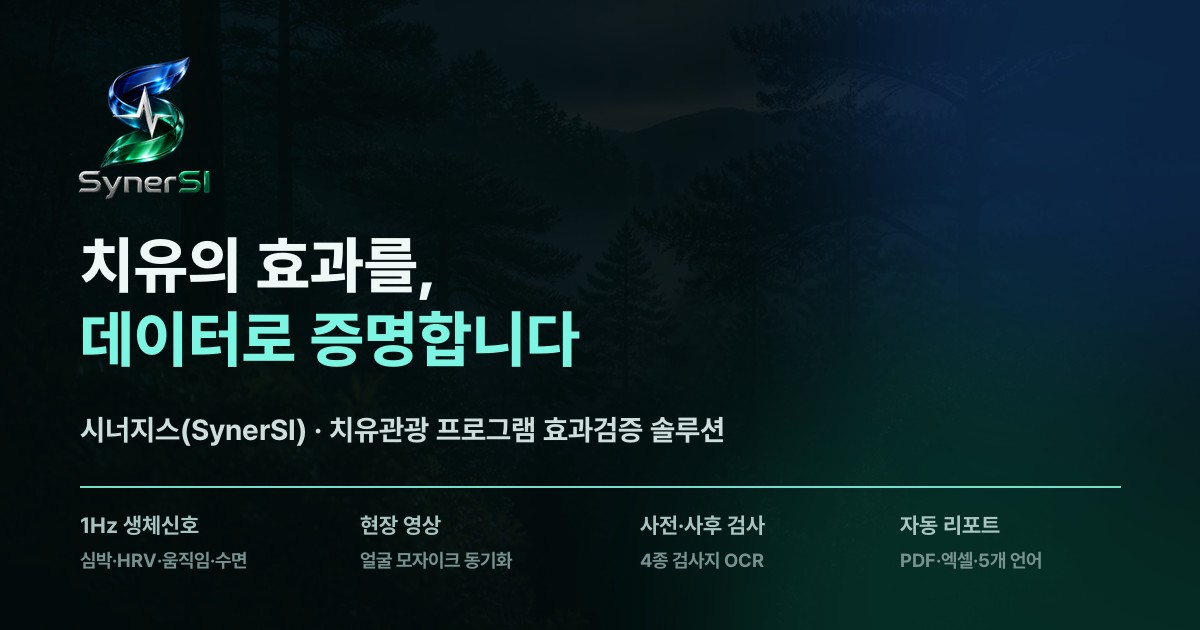 SynerSI
치유의 효과를,
데이터로 증명합니다
시너지스(SynerSI) · 치유관광 프로그램 효과검증 솔루션
1Hz 생체신호
심박·HRV·움직임·수면
현장 영상
얼굴 모자이크 동기화
사전·사후 검사
4종 검사지 OCR
자동 리포트
PDF·엑셀·5개 언어